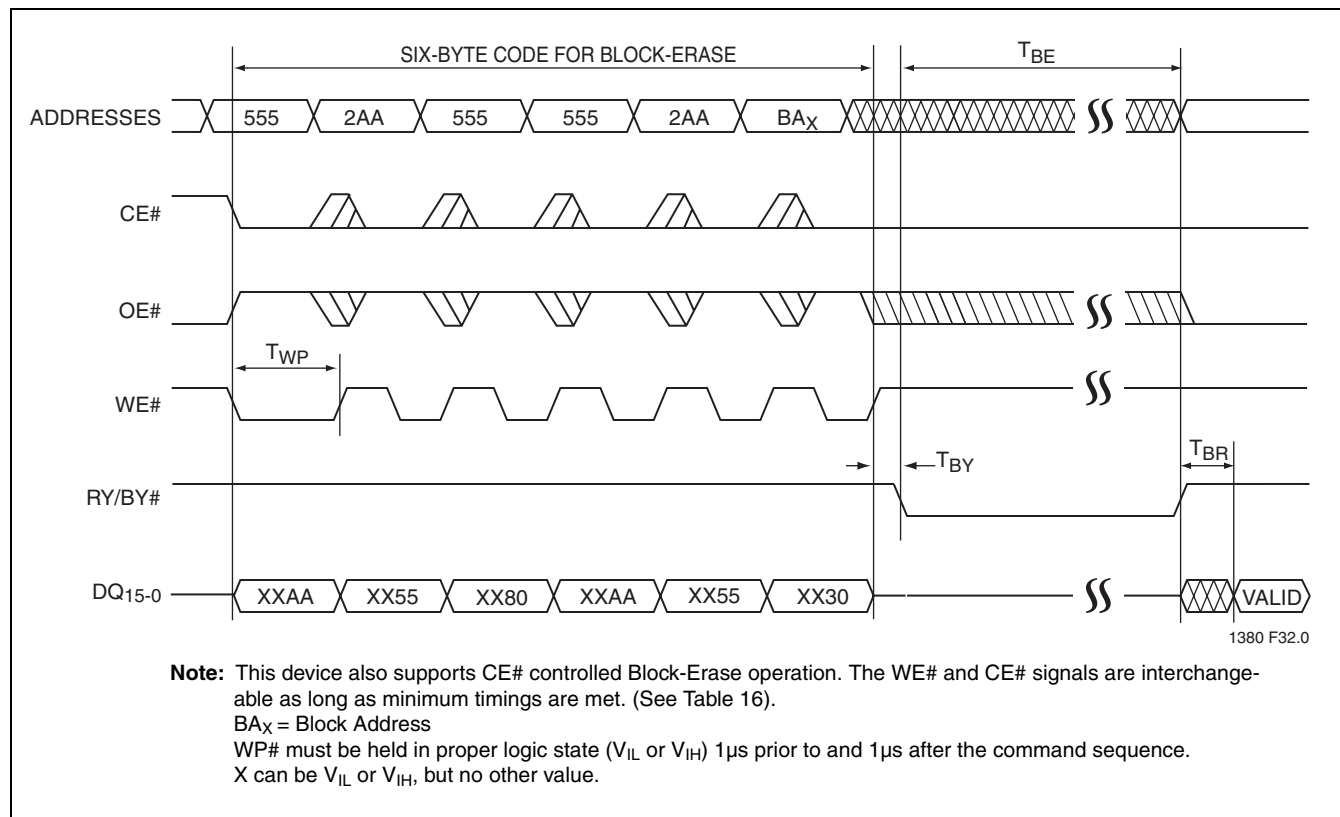 SIX-BYTE CODE FOR BLOCK-ERASE
TBE
ADDRESSES 555 2AA 555 555 2AA BAX
CE#
OE#
TWP
WE#
TBY
TBR
RY/BY#
DQ15-0 XXAA XX55 XX80 XXAA XX55 XX30 VALID
1380 F32.0
Note: This device also supports CE# controlled Block-Erase operation. The WE# and CE# signals are interchange-
able as long as minimum timings are met. (See Table 16).
BAX = Block Address
WP# must be held in proper logic state (VIL or VIH) 1µs prior to and 1µs after the command sequence.
X can be VIL or VIH, but no other value.